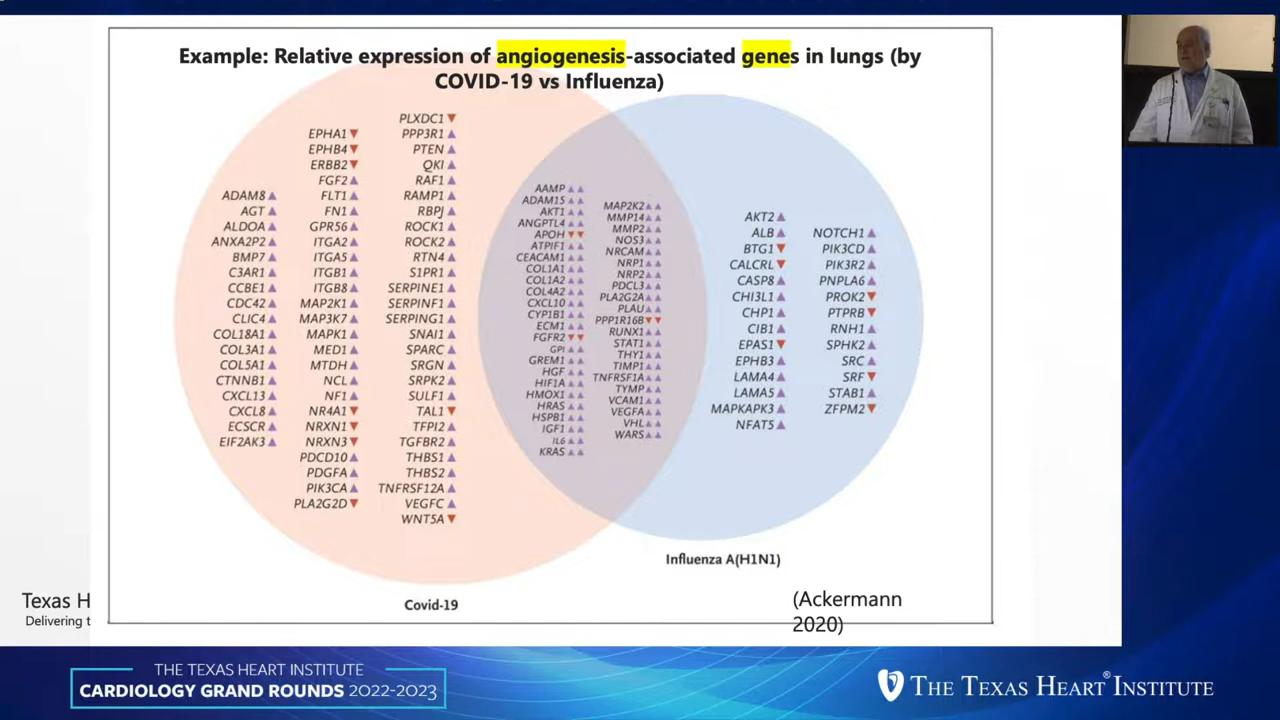 Example: Relative expression of angiogenesis-associated genes in lungs (by
COVID-19 vs Influenza)
ADAM8▲
AGT▲
ALDOA▲
ANXA2P2▲
BMP7▲
C3AR1▲
CCBE1▲
CDC42▲
CLIC4▲
COL18A1▲
COL3A1▲
COL5A1▲
CTNNB1▲
CXCL13▲
CXCL8▲
ECSCR▲
EIF2AK3▲
EPHA1▼
EPHB4▼
ERBB2▼
FGF2▲
FLT1▲
FN1▲
GPR56▲
ITGA2▲
ITGA5▲
ITGB1▲
ITGB8▲
MAP2K1▲
MAP3K7▲
MAPK1▲
MED1▲
MTDH▲
NCL▲
NF1▲
NR4A1▼
NRXN1▼
NRXN3▼
PDCD10▲
PDGFA▲
PIK3CA▲
PLA2G2D▼
PLXDC1▼
PPP3R1▲
PTEN▲
QKI▲
RAF1▲
RAMP1▲
RBPJ▲
ROCK1▲
ROCK2▲
RTN4▲
S1PR1▲
SERPINE1▲
SERPINF1▲
SERPING1▲
SNAI1▲
SPARC▲
SRGN▲
SRPK2▲
SULF1▲
TAL1▼
TFPI2▲
TGFBR2▲
THBS1▲
THBS2▲
TNFRSF12A▲
VEGFC▲
WNT5A▼
AAMP▲▲
ADAM15▲▲
AKT1▲▲
ANGPTL4▲▲
APOH▼▼
ATPIF1▲▲
CEACAM1▲▲
COL1A1▲▲
COL1A2▲▲
COL4A2▲▲
CXCL10▲▲
CYP1B1▲▲
ECM1▲▲
FGFR2▼▼
GPI▲▲
GREM1▲▲
HGF▲▲
HIF1A▲▲
HMOX1▲▲
HRAS▲▲
HSPB1▲▲
IGF1▲▲
IL6▲▲
KRAS▲▲
MAP2K2▲▲
MMP14▲▲
MMP2▲▲
NOS3▲▲
NRCAM▲▲
NRP1▲▲
NRP2▲▲
PDCL3▲▲
PLA2G2A▲▲
PLAU▲▲
PPP1R16B▼▼
RUNX1▲▲
STAT1▲▲
THY1▲▲
TIMP1▲▲
TNFRSF1A▲▲
TYMP▲▲
VCAM1▲▲
VEGFA▲▲
VHL▲▲
WARS▲▲
AKT2▲
ALB▲
BTG1▼
CALCRL▼
CASP8▲
CHI3L1▲
CHP1▲
CIB1▲
EPAS1▼
EPHB3▲
LAMA4▲
LAMA5▲
MAPKAPK3▲
NFAT5▲
NOTCH1▲
PIK3CD▲
PIK3R2▲
PNPLA6▲
PROK2▼
PTPRB▼
RNH1▲
SPHK2▲
SRC▲
SRF▼
STAB1▲
ZFPM2▼
Influenza A(H1N1)
Covid-19
(Ackermann
2020)
Texas H
Delivering t
THE TEXAS HEART INSTITUTE
CARDIOLOGY GRAND ROUNDS 2022-2023
THE TEXAS HEART® INSTITUTE